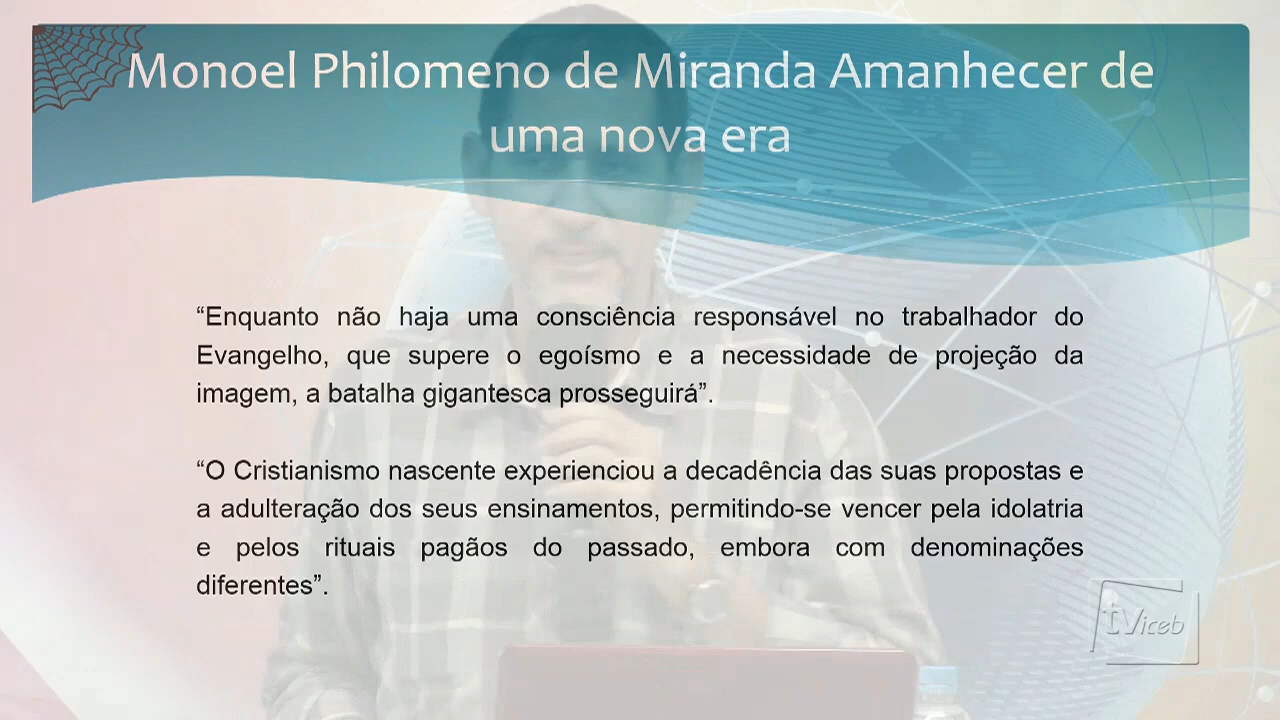 Monoel Philomeno de Miranda Amanhecer de
uma nova era
“Enquanto não haja uma consciência responsável no trabalhador do
Evangelho, que supere o egoísmo e a necessidade de projeção da
imagem, a batalha gigantesca prosseguirá”.
“O Cristianismo nascente experienciou a decadência das suas propostas e
a adulteração dos seus ensinamentos, permitindo-se vencer pela idolatria
e pelos rituais pagãos do passado, embora com denominações
diferentes”.
tViceb